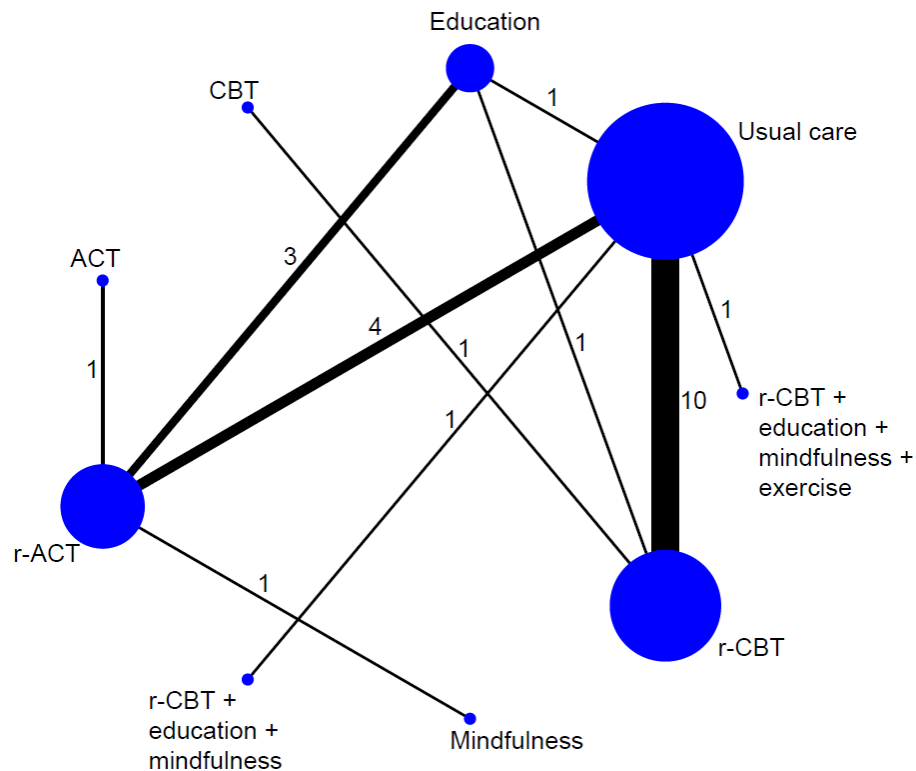 Education
CBT
1
Usual care
ACT
3
4
1
1
1
1
1
10
r-CBT +
education +
mindfulness +
exercise
r-ACT
1
r-CBT
r-CBT +
education +
mindfulness
Mindfulness